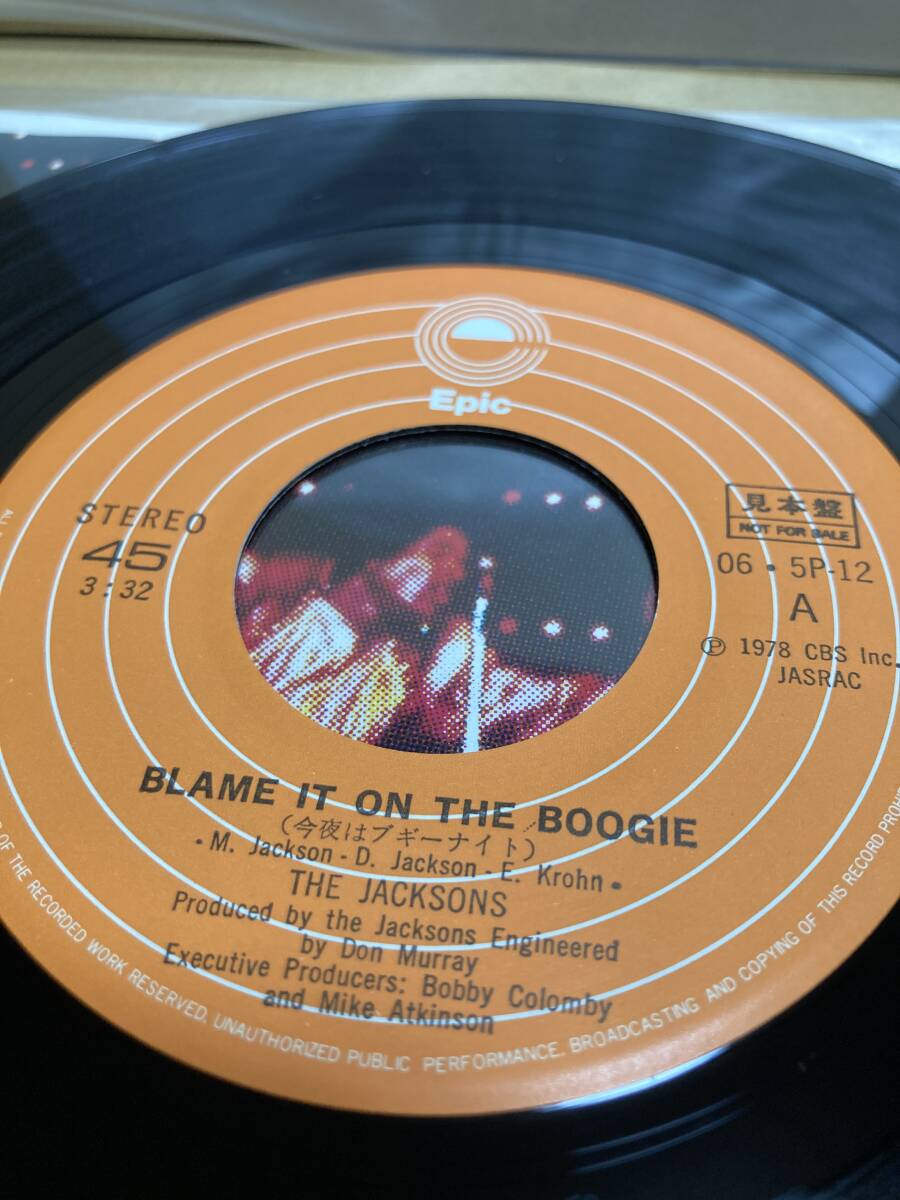 Epic
STEREO
45
3:32
見本盤
NOT FOR SALE
06・5P-12
A
Ⓟ 1978 CBS Inc.
JASRAC
BLAME IT ON THE BOOGIE
(今夜はブギーナイト)
・M. Jackson - D. Jackson - E. Krohn・
THE JACKSONS
Produced by the Jacksons Engineered
by Don Murray
Executive Producers: Bobby Colomby
and Mike Atkinson
OF THE RECORDED WORK RESERVED. UNAUTHORIZED PUBLIC PERFORMANCE. BROADCASTING AND COPYING OF THIS RECORD